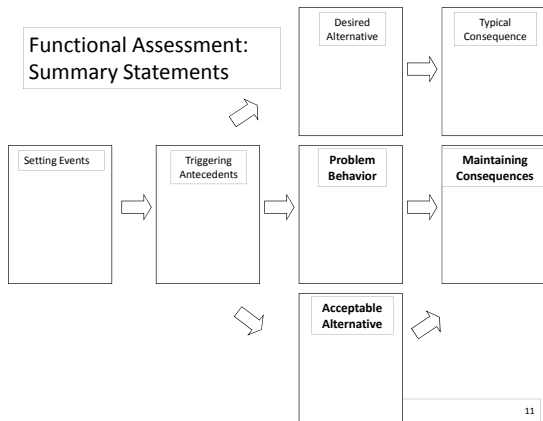 Functional Assessment:
Summary Statements
Desired
Alternative
Typical
Consequence
Setting Events
Triggering
Antecedents
Problem
Behavior
Maintaining
Consequences
Acceptable
Alternative
11